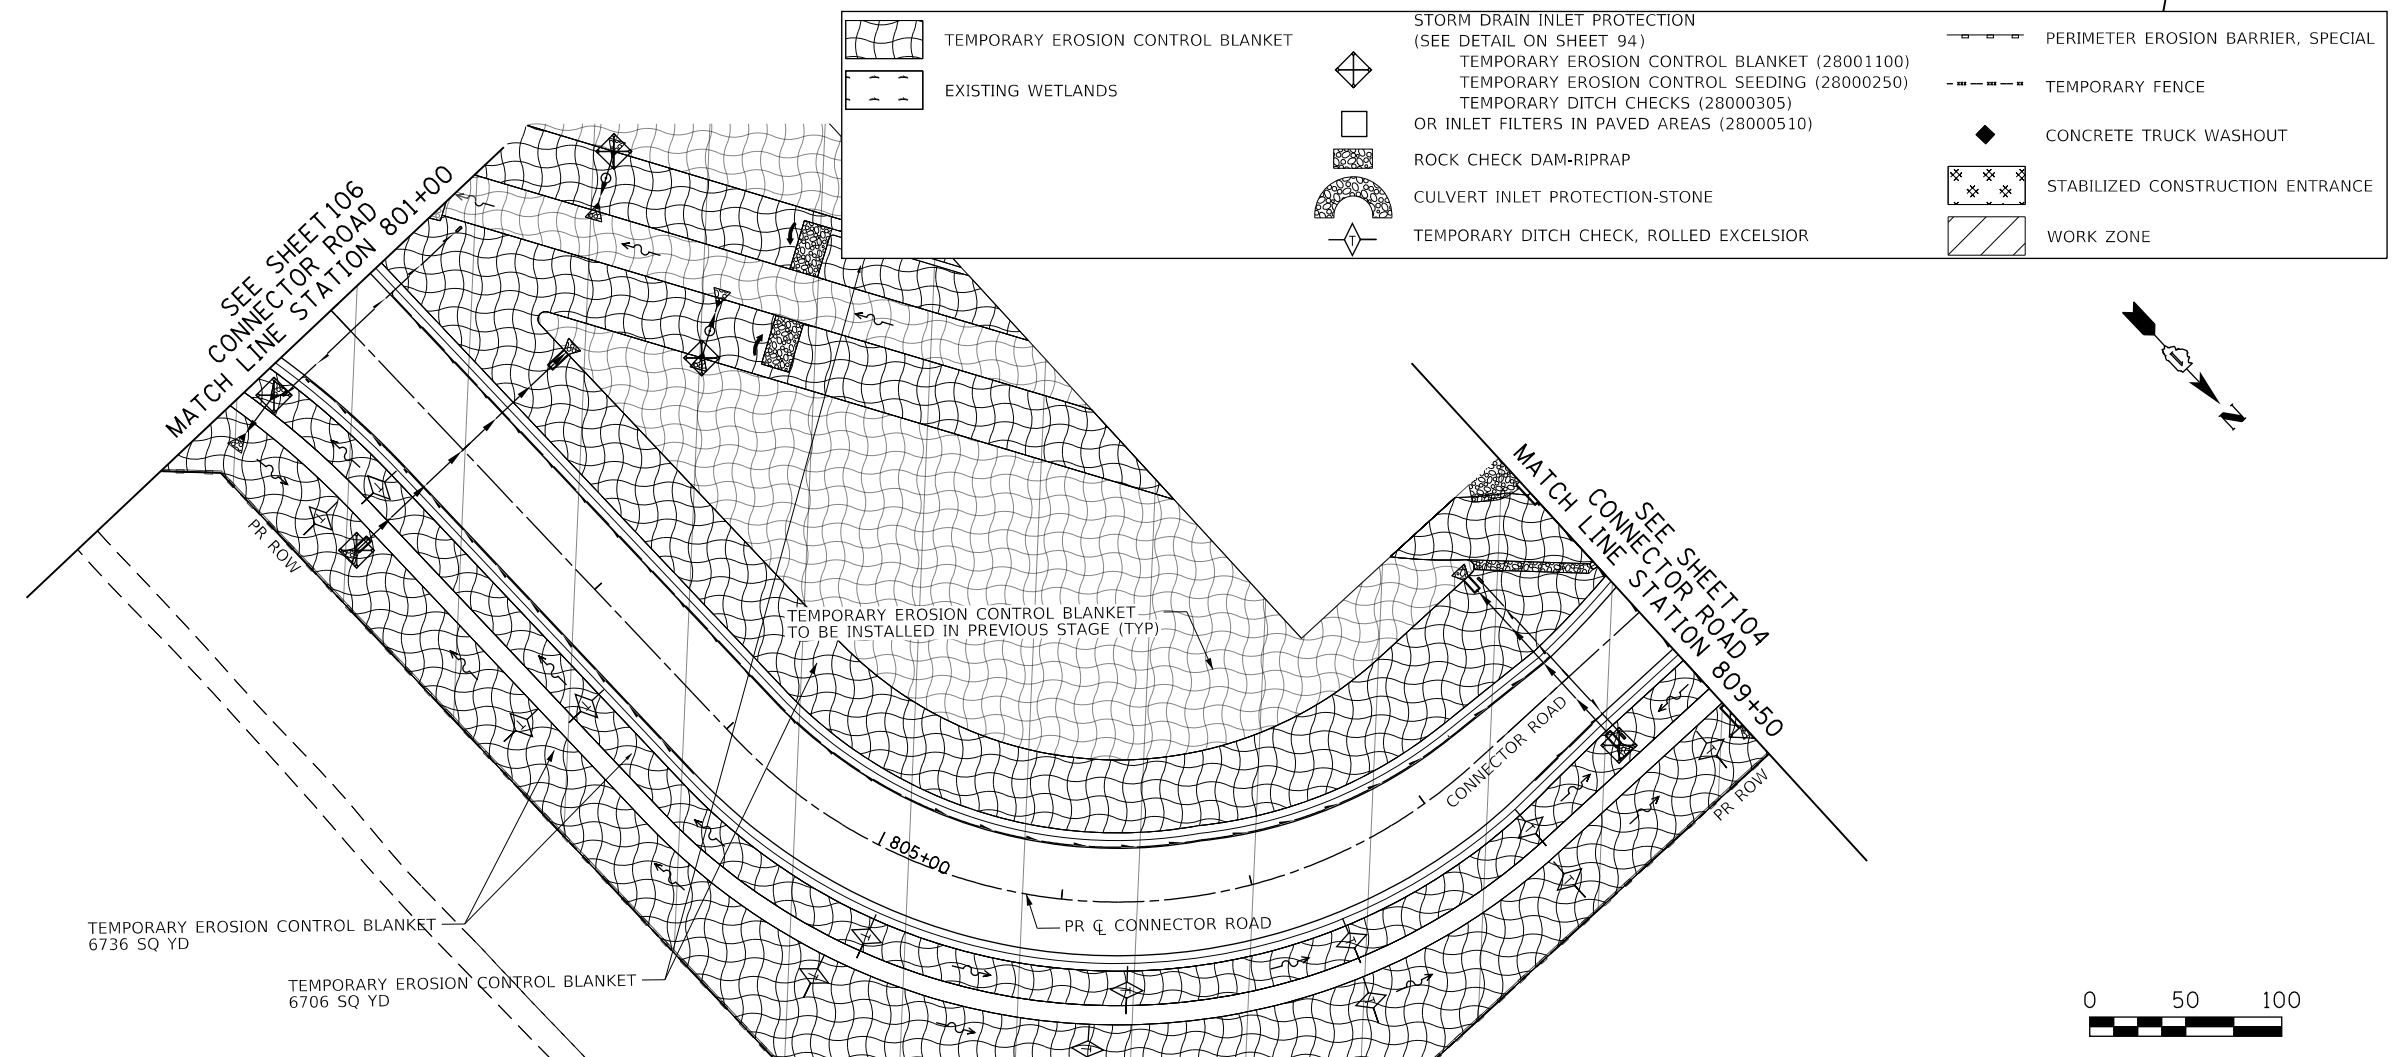 TEMPORARY EROSION CONTROL BLANKET
EXISTING WETLANDS
STORM DRAIN INLET PROTECTION
(SEE DETAIL ON SHEET 94)
TEMPORARY EROSION CONTROL BLANKET (28001100)
TEMPORARY EROSION CONTROL SEEDING (28000250)
TEMPORARY DITCH CHECKS (28000305)
OR INLET FILTERS IN PAVED AREAS (28000510)
ROCK CHECK DAM-RIPRAP
CULVERT INLET PROTECTION-STONE
T
TEMPORARY DITCH CHECK, ROLLED EXCELSIOR
PERIMETER EROSION BARRIER, SPECIAL
TEMPORARY FENCE
CONCRETE TRUCK WASHOUT
STABILIZED CONSTRUCTION ENTRANCE
WORK ZONE
SEE SHEET 106
CONNECTOR ROAD
MATCH LINE STATION 801+00
N
SEE SHEET 104
CONNECTOR ROAD
MATCH LINE STATION 809+50
PR ROW
TEMPORARY EROSION CONTROL BLANKET
TO BE INSTALLED IN PREVIOUS STAGE (TYP)
CONNECTOR ROAD
PR ROW
805+00
PR ℄ CONNECTOR ROAD
TEMPORARY EROSION CONTROL BLANKET
6736 SQ YD
TEMPORARY EROSION CONTROL BLANKET
6706 SQ YD
0 50 100